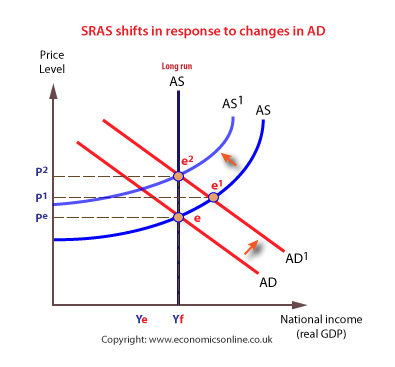 SRAS shifts in response to changes in AD
Price
Level
Long run
AS
AS1
AS
e2
P2
P1
e1
Pe
e
AD1
AD
Ye
Yf
National income
(real GDP)
Copyright: www.economicsonline.co.uk